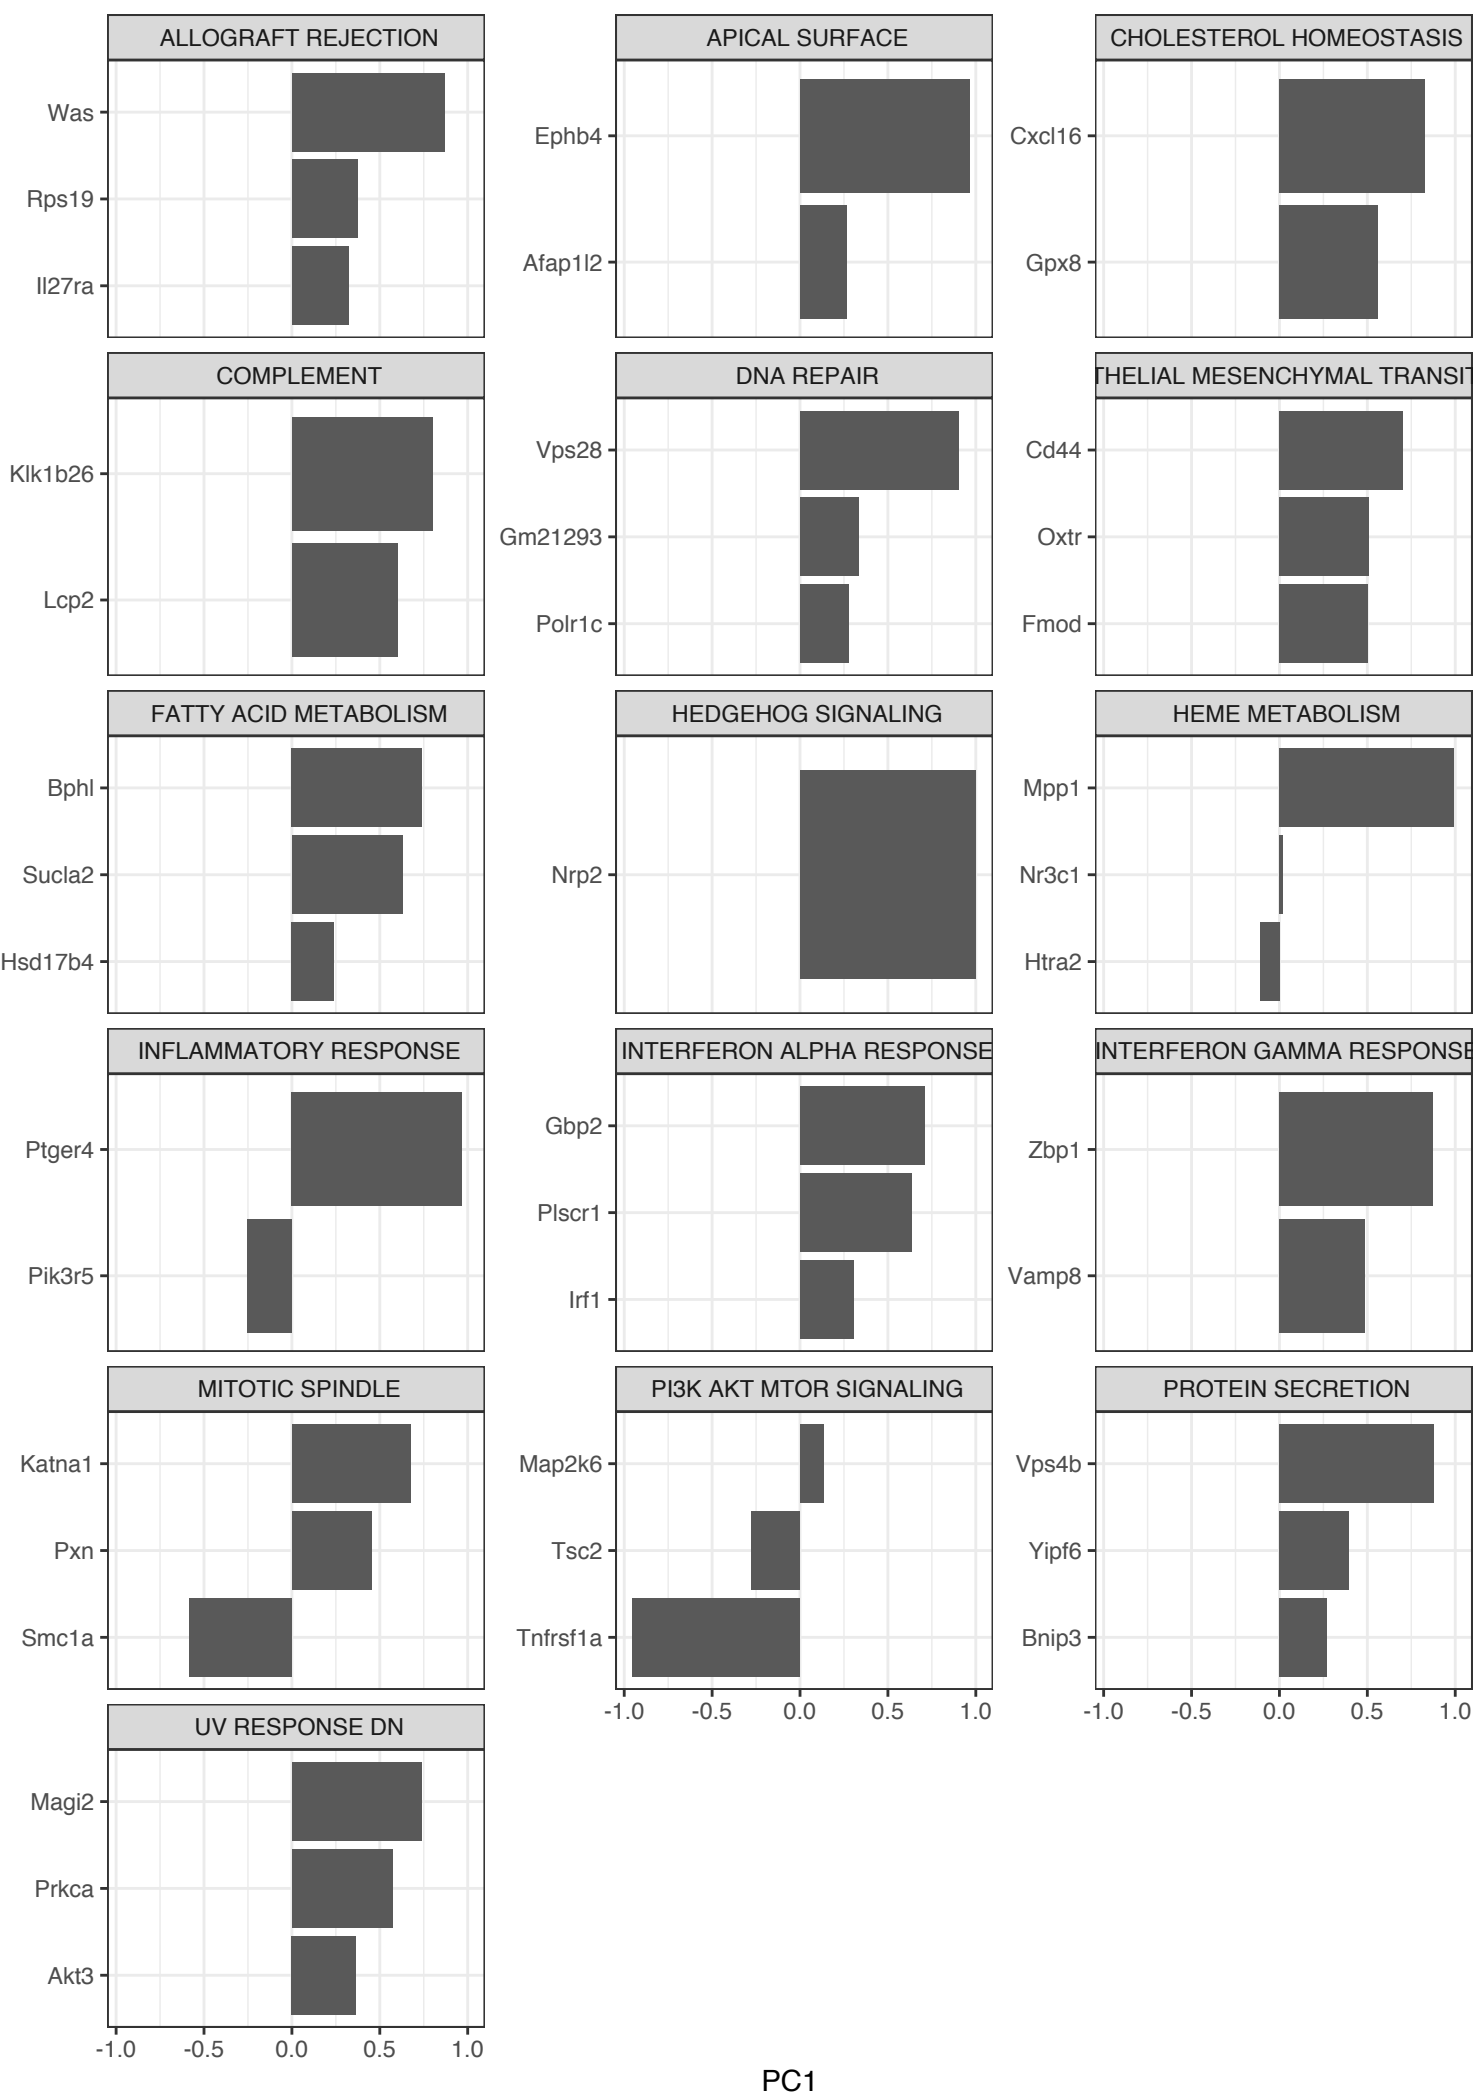 ALLOGRAFT REJECTION
Was
Rps19
Il27ra
APICAL SURFACE
Ephb4
Afap1l2
CHOLESTEROL HOMEOSTASIS
Cxcl16
Gpx8
COMPLEMENT
Klk1b26
Lcp2
DNA REPAIR
Vps28
Gm21293
Polr1c
THELIAL MESENCHYMAL TRANSIT
Cd44
Oxtr
Fmod
FATTY ACID METABOLISM
Bphl
Sucla2
Hsd17b4
HEDGEHOG SIGNALING
Nrp2
HEME METABOLISM
Mpp1
Nr3c1
Htra2
INFLAMMATORY RESPONSE
Ptger4
Pik3r5
INTERFERON ALPHA RESPONSE
Gbp2
Plscr1
Irf1
INTERFERON GAMMA RESPONSE
Zbp1
Vamp8
MITOTIC SPINDLE
Katna1
Pxn
Smc1a
PI3K AKT MTOR SIGNALING
Map2k6
Tsc2
Tnfrsf1a
-1.0 -0.5 0.0 0.5 1.0
PROTEIN SECRETION
Vps4b
Yipf6
Bnip3
-1.0 -0.5 0.0 0.5 1.0
UV RESPONSE DN
Magi2
Prkca
Akt3
-1.0 -0.5 0.0 0.5 1.0
PC1